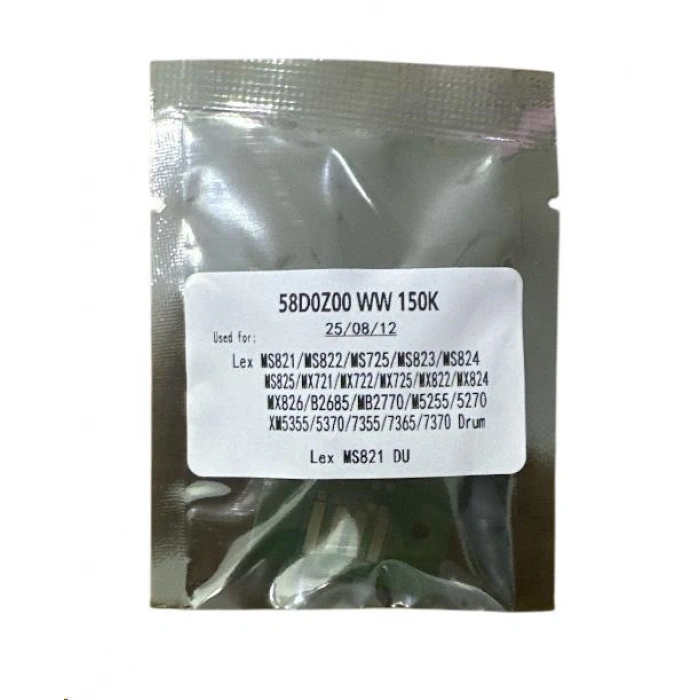 58D0Z00 WW 150K
25/08/12
Used for:
Lex MS821/MS822/MS725/MS823/MS824
MS825/MX721/MX722/MX725/MX822/MX824
MX826/B2685/MB2770/M5255/5270
XM5355/5370/7355/7365/7370 Drum
Lex MS821 DU